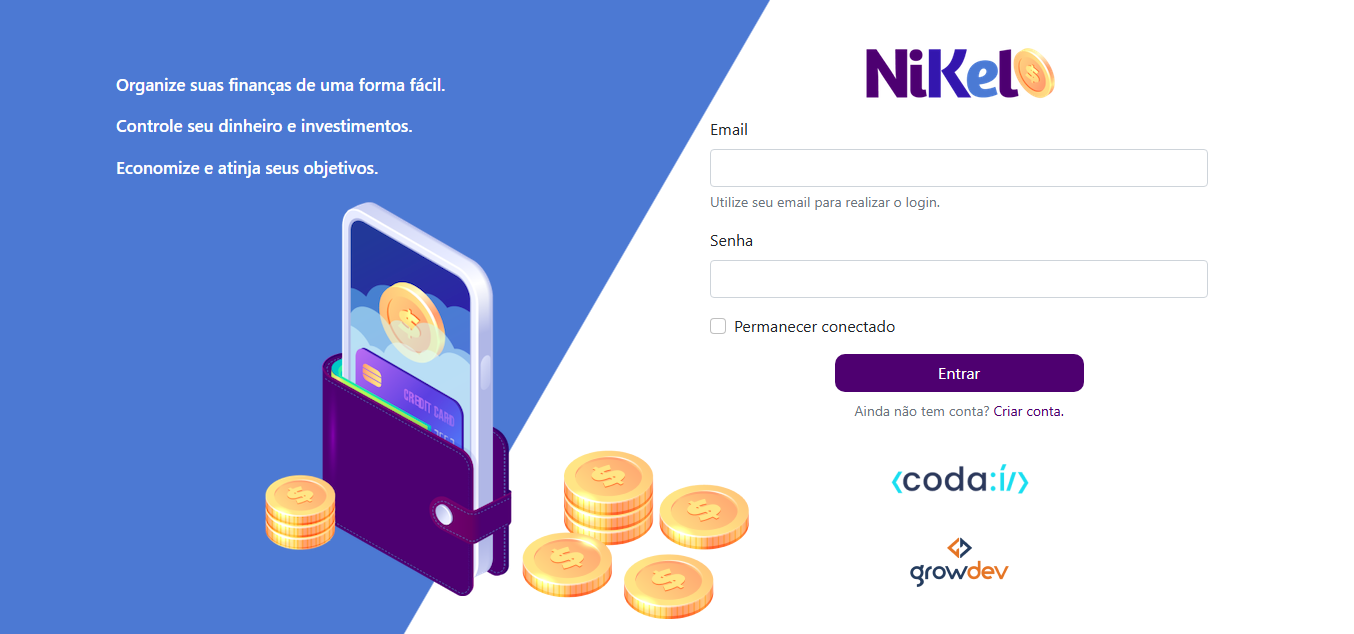 Organize suas finanças de uma forma fácil.
Controle seu dinheiro e investimentos.
Economize e atinja seus objetivos.
CREDIT CARD
NiKel
Email
Utilize seu email para realizar o login.
Senha
Permanecer conectado
Entrar
Ainda não tem conta? Criar conta.
<coda:í/>
growdev